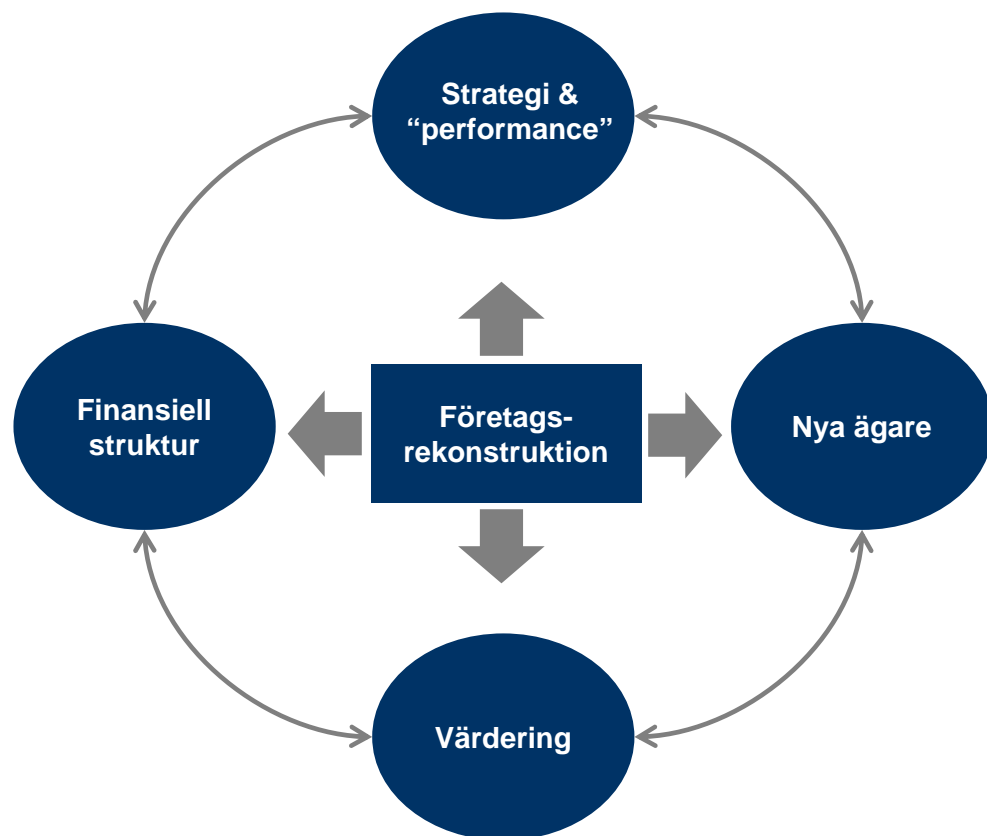 Strategi &
“performance”
Finansiell
struktur
Företags-
rekonstruktion
Nya ägare
Värdering